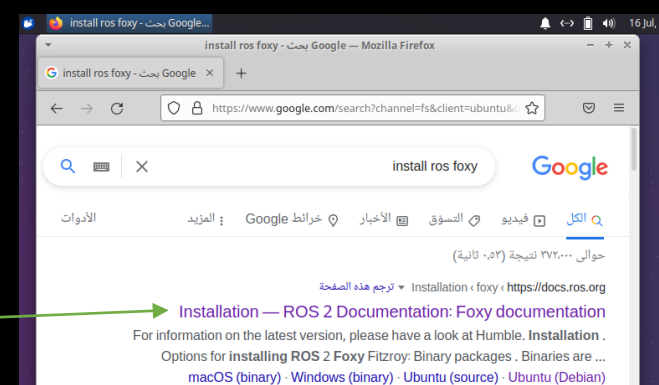 install ros foxy - بحث Google...
16 Jul,
install ros foxy - بحث Google — Mozilla Firefox
install ros foxy - بحث Google
https://www.google.com/search?channel=fs&client=ubuntu&
install ros foxy
Google
الكل فيديو التسوّق الأخبار خرائط Google المزيد الأدوات
حوالى ٣٧٢,٠٠٠ نتيجة (٠,٥٣ ثانية)
https://docs.ros.org › foxy › Installation ترجم هذه الصفحة
Installation — ROS 2 Documentation: Foxy documentation
For information on the latest version, please have a look at Humble. Installation .
Options for installing ROS 2 Foxy Fitzroy: Binary packages . Binaries are ...
macOS (binary) · Windows (binary) · Ubuntu (source) · Ubuntu (Debian)